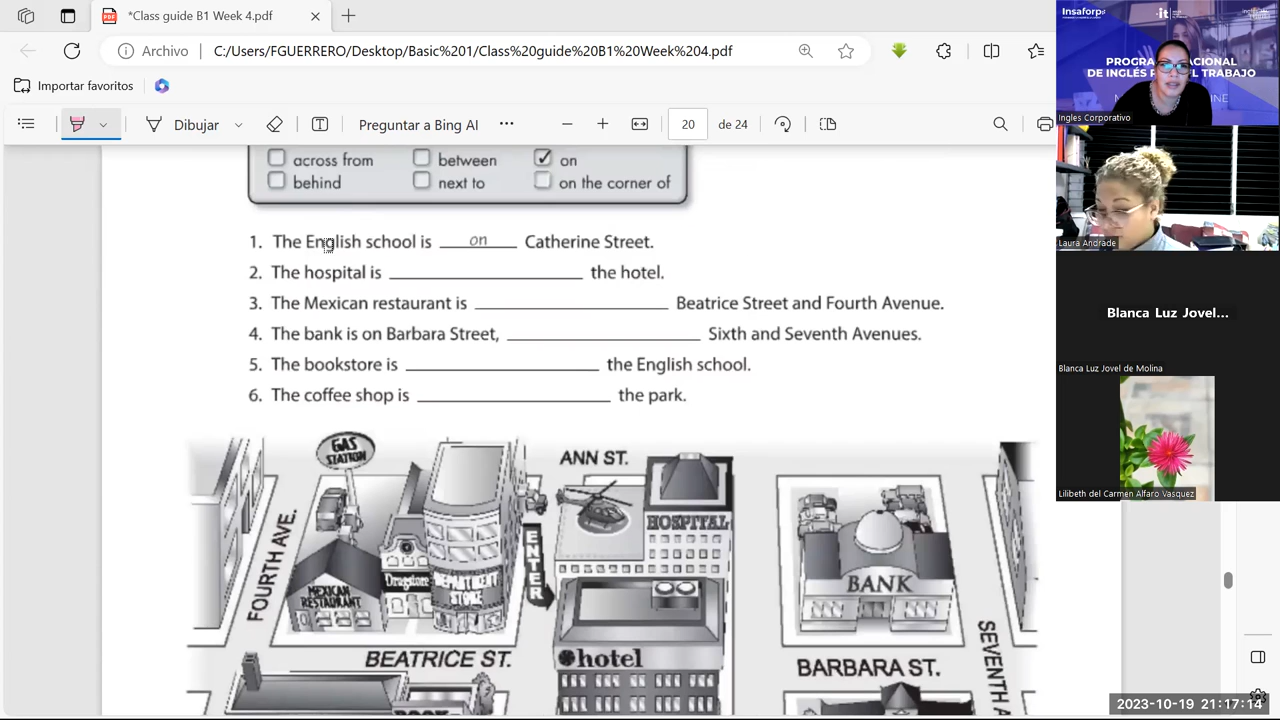 *Class guide B1 Week 4.pdf
Archivo
C:/Users/FGUERRERO/Desktop/Basic%201/Class%20guide%20B1%20Week%204.pdf
Importar favoritos
Dibujar
Preguntar a Bing AI
20
de 24
across from
between
on
behind
next to
on the corner of
1. The English school is on Catherine Street.
2. The hospital is ____ the hotel.
3. The Mexican restaurant is ____ Beatrice Street and Fourth Avenue.
4. The bank is on Barbara Street, ____ Sixth and Seventh Avenues.
5. The bookstore is ____ the English school.
6. The coffee shop is ____ the park.
GAS STATION
ANN ST.
HOSPITAL
FOURTH AVE.
MEXICAN RESTAURANT
Drugstore
DEPARTMENT STORE
ENTER
BANK
hotel
BEATRICE ST.
BARBARA ST.
SEVENTH A
Insaforp
Ingles Corporativo
Laura Andrade
Blanca Luz Jovel...
Blanca Luz Jovel de Molina
Lilibeth del Carmen Alfaro Vasquez
2023-10-19 21:17:14